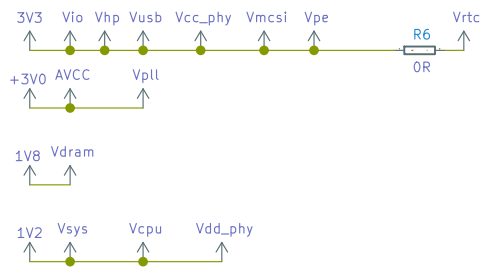 3V3 Vio Vhp Vusb Vcc_phy Vmcsi Vpe Vrtc
R6
0R
+3V0 AVCC Vpll
1V8 Vdram
1V2 Vsys Vcpu Vdd_phy